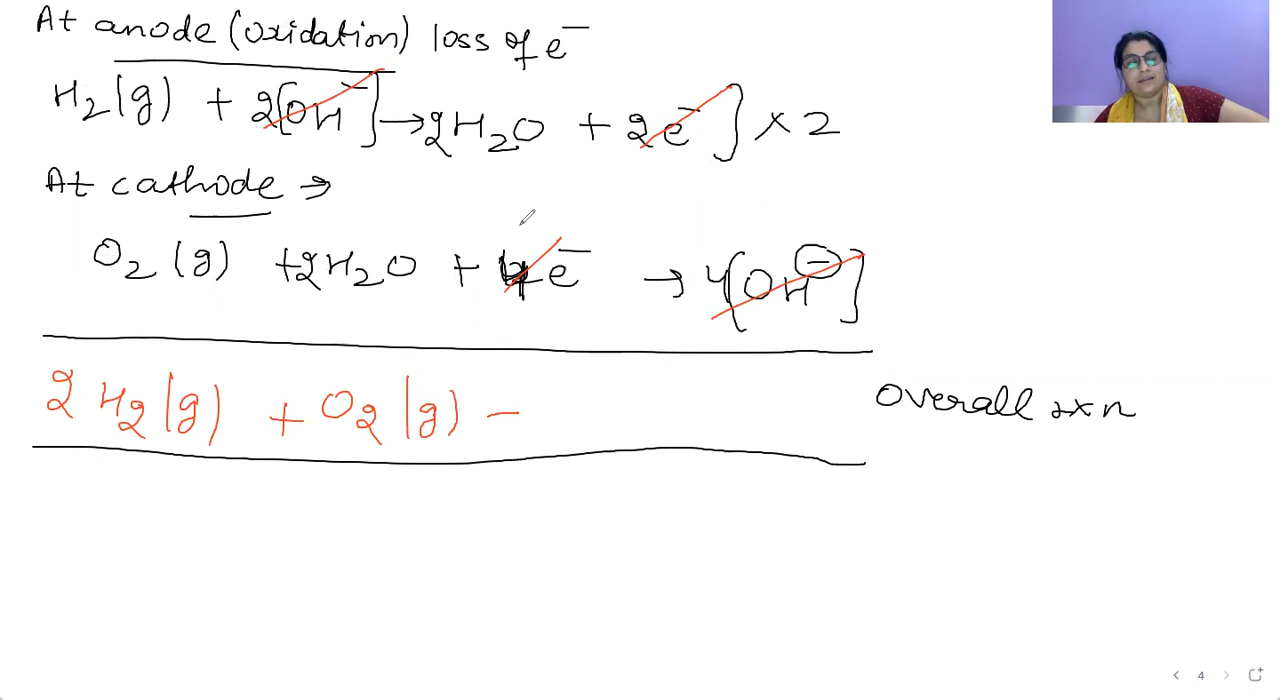 At anode (oxidation) loss of e⁻
H₂(g) + 2[OH⁻] → 2H₂O + 2e⁻] × 2
At cathode →
O₂(g) + 2H₂O + 4e⁻ → 4[OH⁻]
2H₂(g) + O₂(g) –
Overall rxn
4